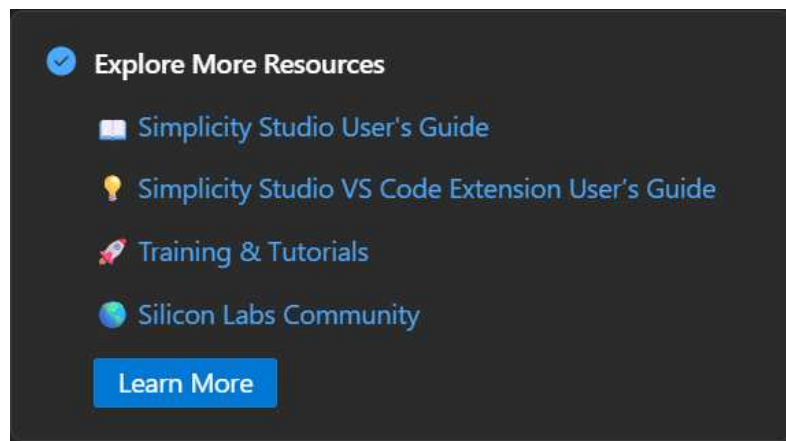 Explore More Resources
Simplicity Studio User's Guide
Simplicity Studio VS Code Extension User's Guide
Training & Tutorials
Silicon Labs Community
Learn More